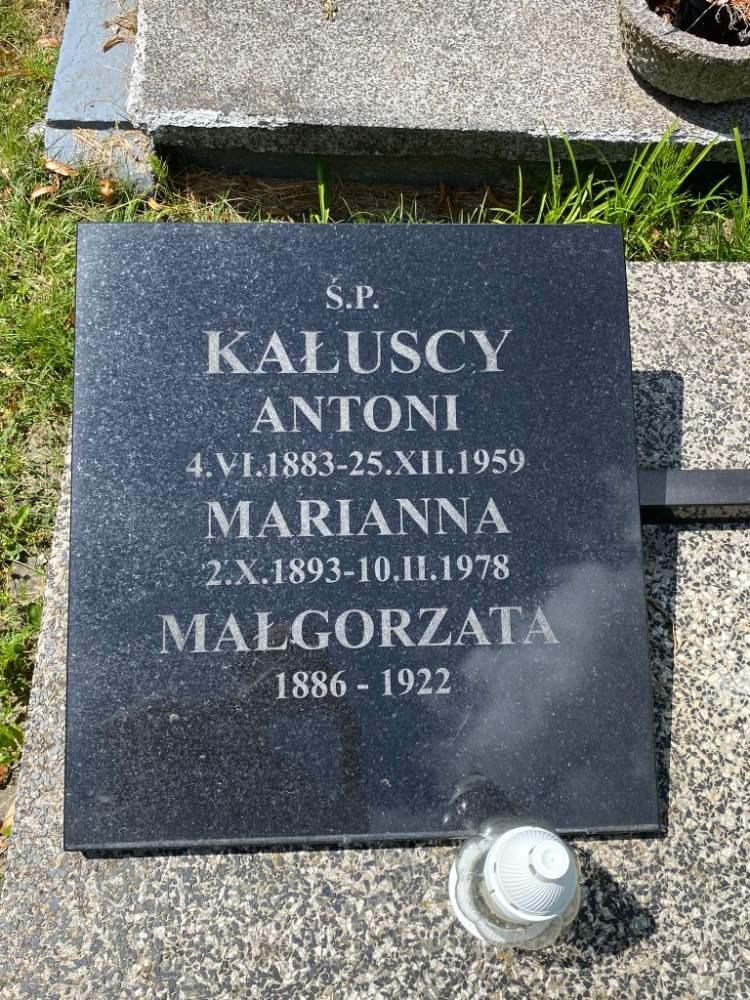 Ś.P.
KAŁUSCY
ANTONI
4.VI.1883-25.XII.1959
MARIANNA
2.X.1893-10.II.1978
MAŁGORZATA
1886 - 1922